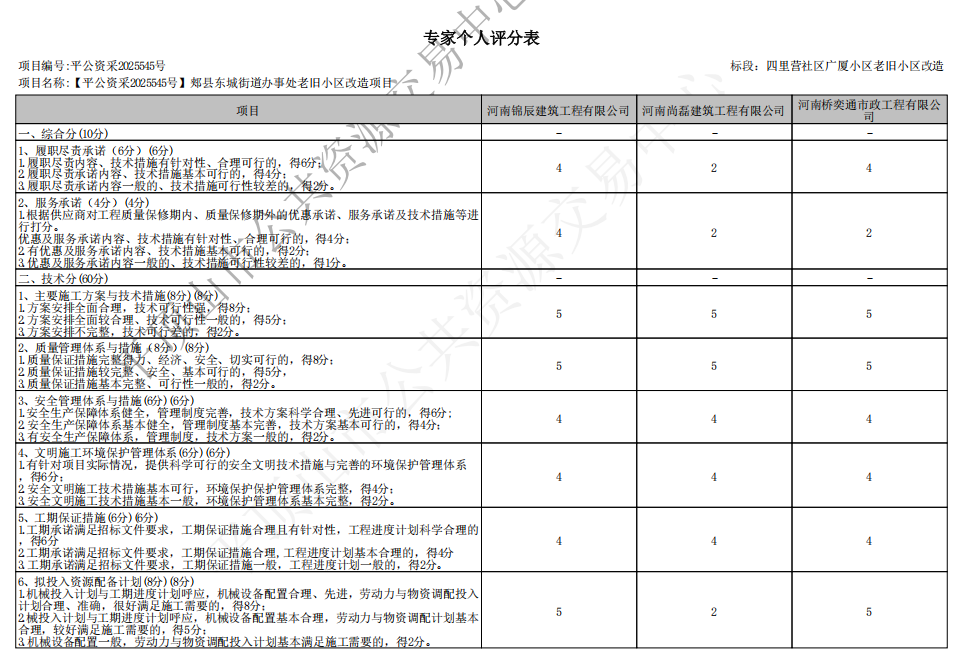 专家个人评分表
项目编号:平公资采2025545号
标段: 四里营社区广厦小区老旧小区改造
项目名称:【平公资采2025545号】郏县东城街道办事处老旧小区改造项目
项目 河南锦辰建筑工程有限公司 河南尚磊建筑工程有限公司 河南桥奕通市政工程有限公
司
一、综合分(10分) - - -
1、履职尽责承诺（6分）(6分)
1.履职尽责内容、技术措施有针对性、合理可行的，得6分;
2.履职尽责承诺内容、技术措施基本可行的，得4分;
3.履职尽责承诺内容一般的、技术措施可行性较差的，得2分。
4 2 4
2、服务承诺（4分）(4分)
1.根据供应商对工程质量保修期内、质量保修期外的优惠承诺、服务承诺及技术措施等进
行打分。
优惠及服务承诺内容、技术措施有针对性、合理可行的，得4分;
2.有优惠及服务承诺内容、技术措施基本可行的，得2分;
3.优惠及服务承诺内容一般的、技术措施可行性较差的，得1分。
4 2 2
二、技术分(60分) - - -
1、主要施工方案与技术措施(8分)(8分)
1.方案安排全面合理，技术可行性强，得8分;
2.方案安排全面较合理、技术可行性一般的，得5分;
3.方案安排不完整，技术可行差的，得2分。
5 5 5
2、质量管理体系与措施（8分）(8分)
1.质量保证措施完整得力、经济、安全、切实可行的，得8分;
2.质量保证措施较完整、安全、基本可行的，得5分，
3.质量保证措施基本完整、可行性一般的，得2分。
5 5 5
3、安全管理体系与措施(6分)(6分)
1.安全生产保障体系健全，管理制度完善，技术方案科学合理、先进可行的，得6分;
2.安全生产保障体系基本健全，管理制度基本完善，技术方案基本可行的，得4分;
3.有安全生产保障体系，管理制度，技术方案一般的，得2分。
4 4 4
4、文明施工环境保护管理体系(6分)(6分)
1.有针对项目实际情况，提供科学可行的安全文明技术措施与完善的环境保护管理体系
，得6分;
2.安全文明施工技术措施基本可行，环境保护保护管理体系完整，得4分;
3.安全文明施工技术措施基本一般，环境保护管理体系基本完整，得2分。
4 4 4
5、工期保证措施(6分)(6分)
1.工期承诺满足招标文件要求，工期保证措施合理且有针对性，工程进度计划科学合理的
，得6分
2.工期承诺满足招标文件要求，工期保证措施合理,工程进度计划基本合理的，得4分
3.工期承诺满足招标文件要求，工期保证措施一般，工程进度计划一般的，得2分。
4 4 4
6、拟投入资源配备计划(8分)(8分)
1.机械投入计划与工期进度计划呼应，机械设备配置合理、先进，劳动力与物资调配投入
计划合理、准确，很好满足施工需要的，得8分;
2.械投入计划与工期进度计划呼应，机械设备配置基本合理，劳动力与物资调配计划基本
合理，较好满足施工需要的，得5分;
3.机械设备配置一般，劳动力与物资调配投入计划基本满足施工需要的，得2分。
5 2 5
平顶山市公共资源交易中心
平顶山市公共资源交易中心